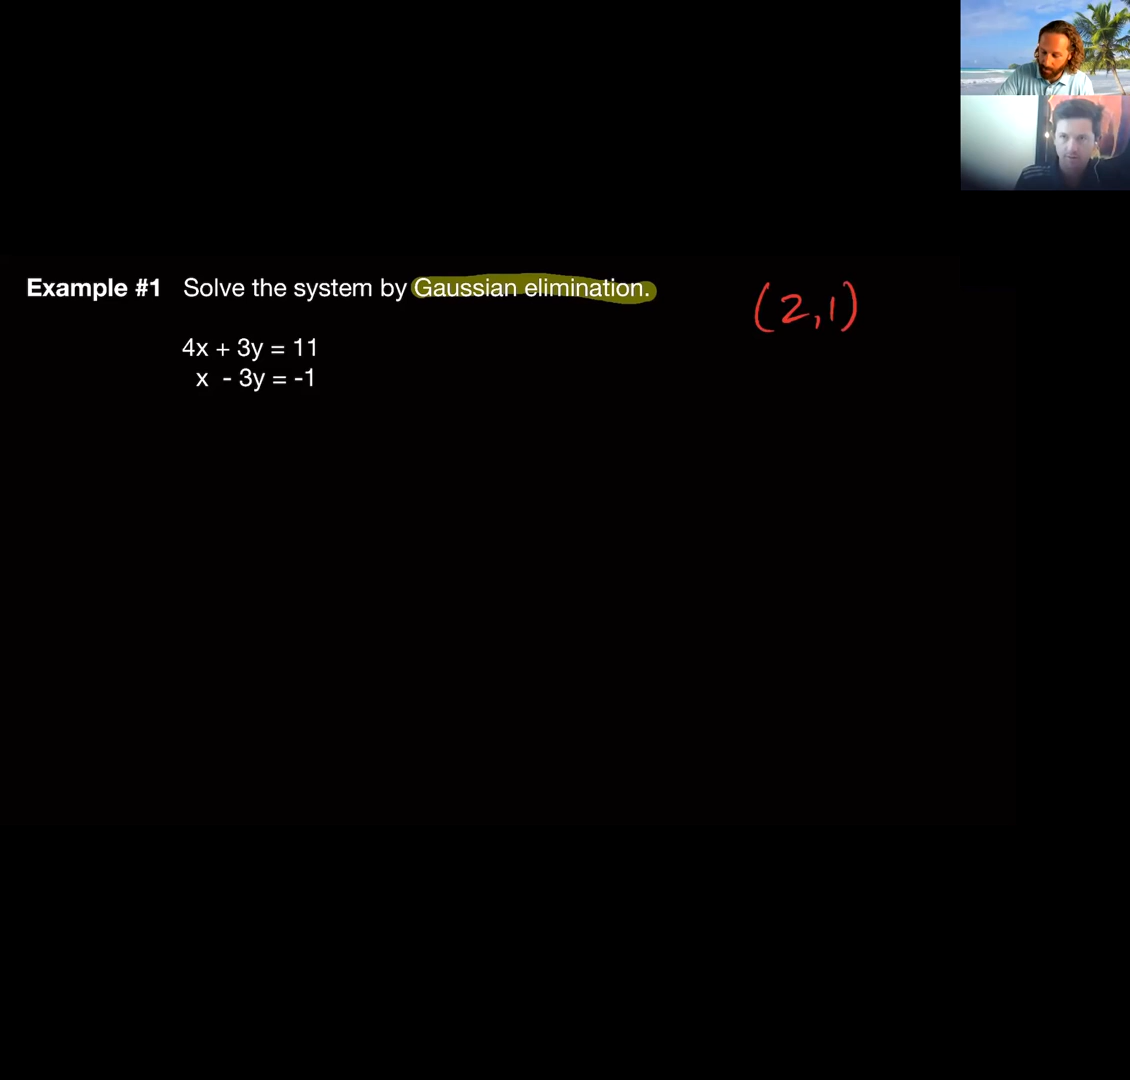 Example #1 Solve the system by Gaussian elimination.
(2,1)
4x + 3y = 11
x - 3y = -1